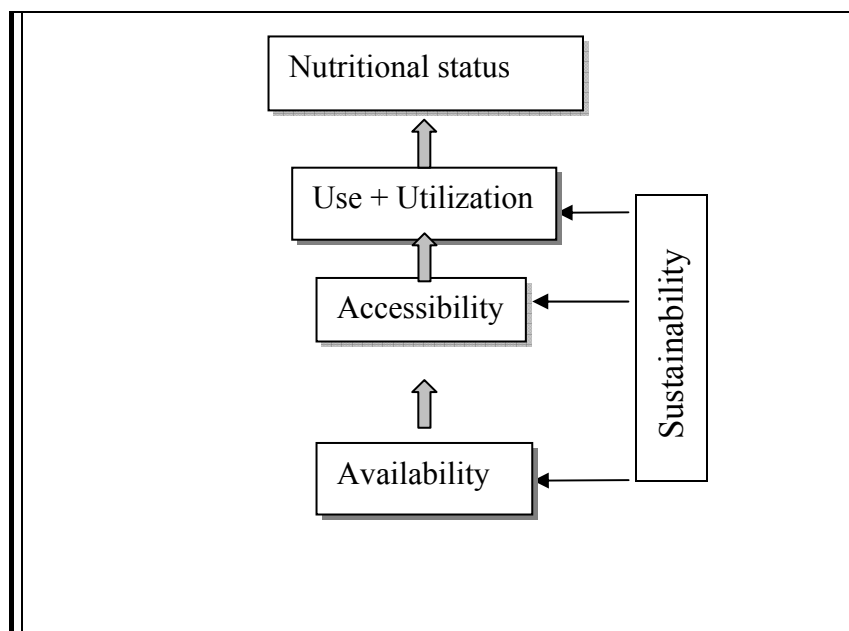 Nutritional status
Use + Utilization
Accessibility
Sustainability
Availability